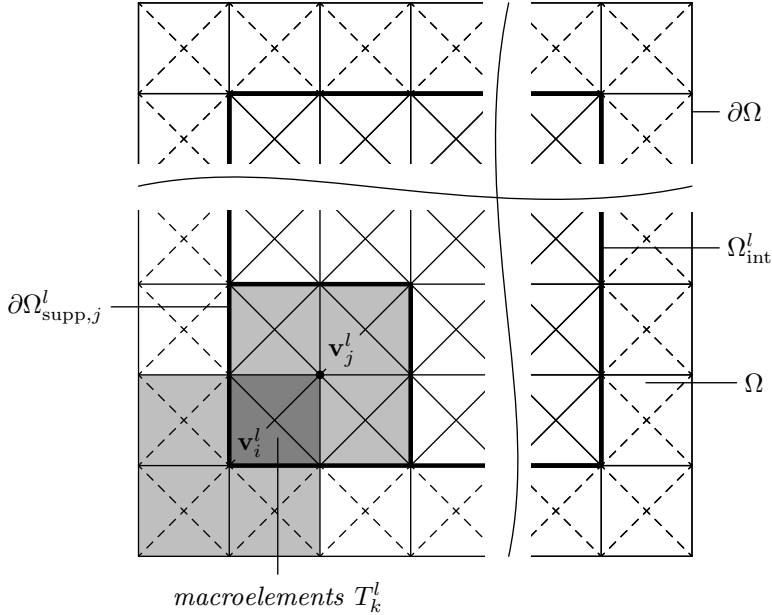 ∂Ω
Ω^l_int
∂Ω^l_supp,j
v^l_j
Ω
v^l_i
macroelements T^l_k